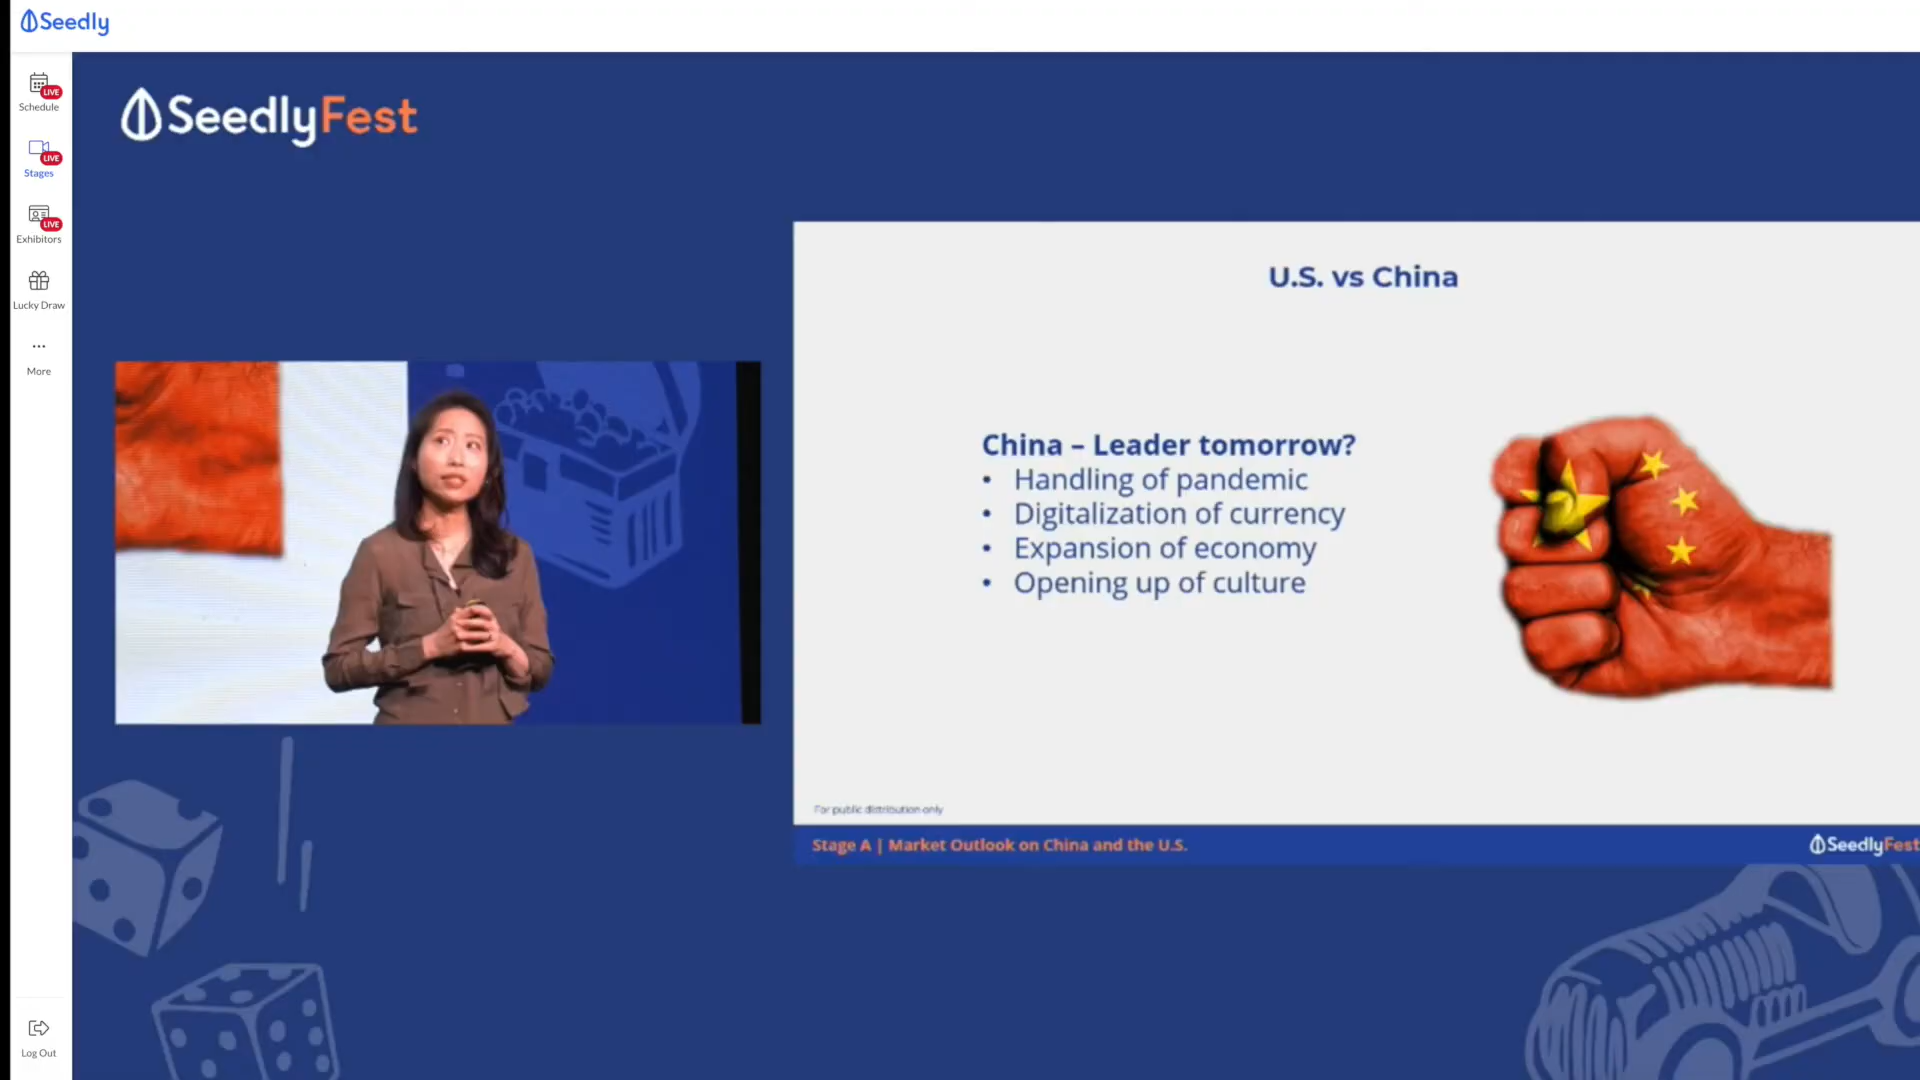 Seedly
LIVE
Schedule
LIVE
Stages
LIVE
Exhibitors
Lucky Draw
More
Log Out
SeedlyFest
U.S. vs China
China – Leader tomorrow?
• Handling of pandemic
• Digitalization of currency
• Expansion of economy
• Opening up of culture
For public distribution only
Stage A | Market Outlook on China and the U.S.
SeedlyFest